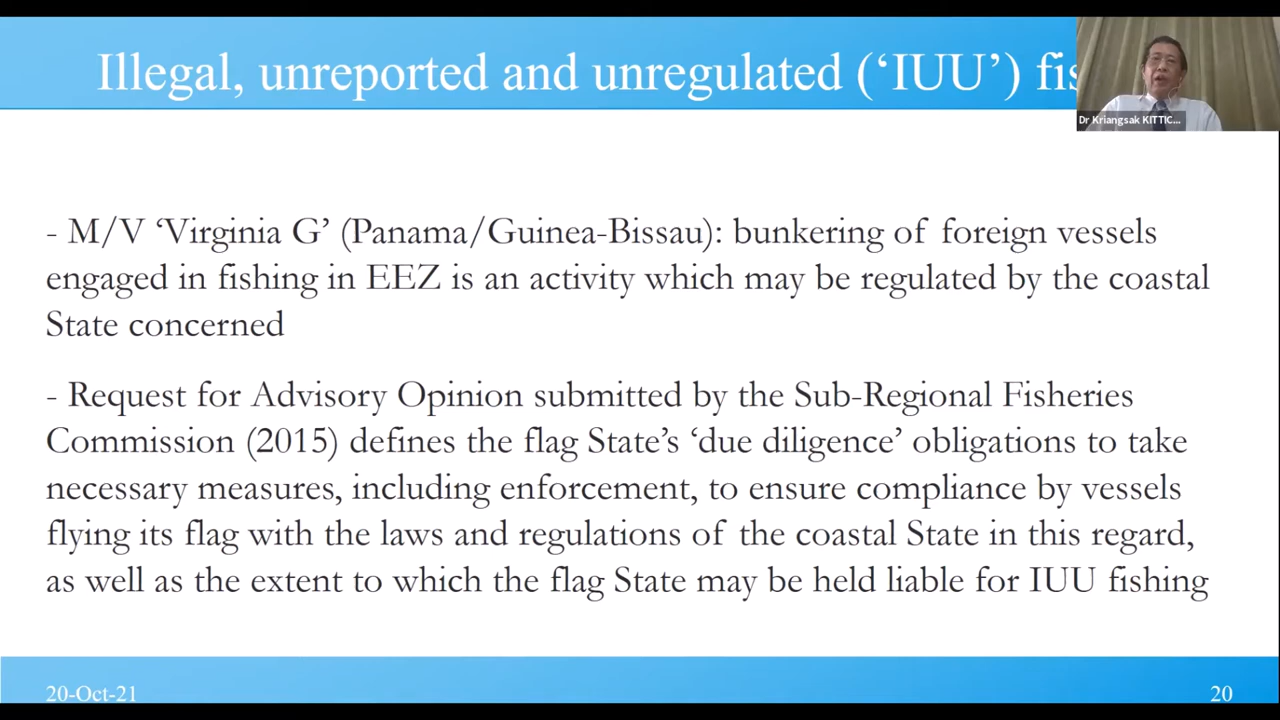 Illegal, unreported and unregulated (‘IUU’) fis
Dr Kriangsak KITTIC...
- M/V ‘Virginia G’ (Panama/Guinea-Bissau): bunkering of foreign vessels
engaged in fishing in EEZ is an activity which may be regulated by the coastal
State concerned
- Request for Advisory Opinion submitted by the Sub-Regional Fisheries
Commission (2015) defines the flag State’s ‘due diligence’ obligations to take
necessary measures, including enforcement, to ensure compliance by vessels
flying its flag with the laws and regulations of the coastal State in this regard,
as well as the extent to which the flag State may be held liable for IUU fishing
20-Oct-21
20